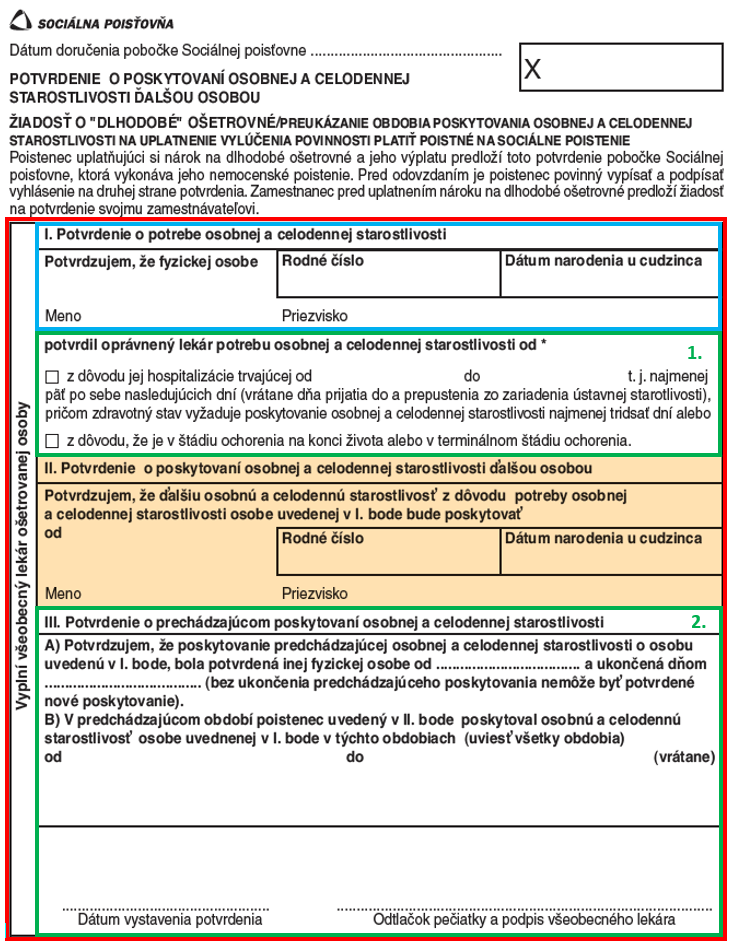 SOCIÁLNA POISŤOVŇA
Dátum doručenia pobočke Sociálnej poisťovne ................................................
X
POTVRDENIE O POSKYTOVANÍ OSOBNEJ A CELODENNEJ
STAROSTLIVOSTI ĎALŠOU OSOBOU
ŽIADOSŤ O "DLHODOBÉ" OŠETROVNÉ/PREUKÁZANIE OBDOBIA POSKYTOVANIA OSOBNEJ A CELODENNEJ
STAROSTLIVOSTI NA UPLATNENIE VYLÚČENIA POVINNOSTI PLATIŤ POISTNÉ NA SOCIÁLNE POISTENIE
Poistenec uplatňujúci si nárok na dlhodobé ošetrovné a jeho výplatu predloží toto potvrdenie pobočke Sociálnej
poisťovne, ktorá vykonáva jeho nemocenské poistenie. Pred odovzdaním je poistenec povinný vypísať a podpísať
vyhlásenie na druhej strane potvrdenia. Zamestnanec pred uplatnením nároku na dlhodobé ošetrovné predloží žiadosť
na potvrdenie svojmu zamestnávateľovi.
Vyplní všeobecný lekár ošetrovanej osoby
I. Potvrdenie o potrebe osobnej a celodennej starostlivosti
Potvrdzujem, že fyzickej osobe
Rodné číslo
Dátum narodenia u cudzinca
Meno
Priezvisko
potvrdil oprávnený lekár potrebu osobnej a celodennej starostlivosti od *
1.
z dôvodu jej hospitalizácie trvajúcej od do t. j. najmenej
päť po sebe nasledujúcich dní (vrátane dňa prijatia do a prepustenia zo zariadenia ústavnej starotlivosti),
pričom zdravotný stav vyžaduje poskytovanie osobnej a celodennej starostlivosti najmenej tridsať dní alebo
z dôvodu, že je v štádiu ochorenia na konci života alebo v terminálnom štádiu ochorenia.
II. Potvrdenie o poskytovaní osobnej a celodennej starostlivosti ďalšou osobou
Potvrdzujem, že ďalšiu osobnú a celodennú starostlivosť z dôvodu potreby osobnej
a celodennej starostlivosti osobe uvedenej v I. bode bude poskytovať
od
Rodné číslo
Dátum narodenia u cudzinca
Meno
Priezvisko
III. Potvrdenie o prechádzajúcom poskytovaní osobnej a celodennej starostlivosti
2.
A) Potvrdzujem, že poskytovanie predchádzajúcej osobnej a celodennej starostlivosti o osobu
uvedenú v I. bode, bola potvrdená inej fyzickej osobe od .................................... a ukončená dňom
....................................... (bez ukončenia predchádzajúceho poskytovania nemôže byť potvrdené
nové poskytovanie).
B) V predchádzajúcom období poistenec uvedený v II. bode poskytoval osobnú a celodennú
starostlivosť osobe uvednenej v I. bode v týchto obdobiach (uviesť všetky obdobia)
od do (vrátane)
.................................................... ................................................................................................
Dátum vystavenia potvrdenia
Odtlačok pečiatky a podpis všeobecného lekára